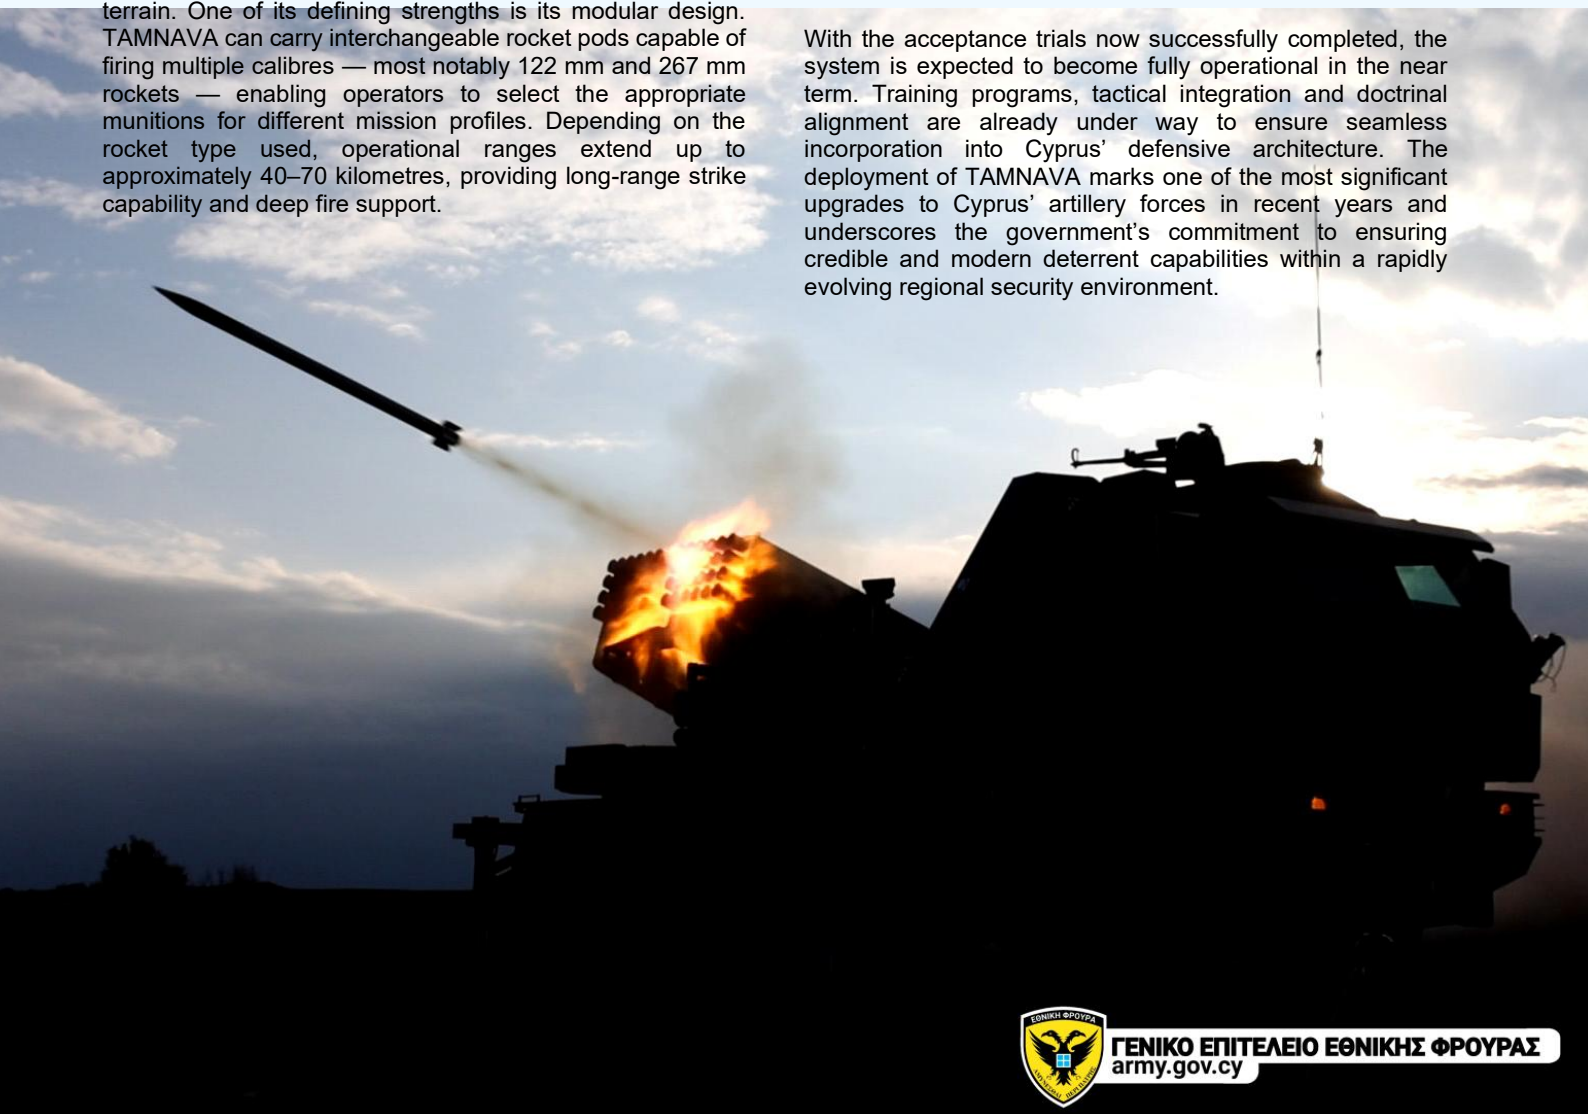 terrain. One of its defining strengths is its modular design.
TAMNAVA can carry interchangeable rocket pods capable of
firing multiple calibres — most notably 122 mm and 267 mm
rockets — enabling operators to select the appropriate
munitions for different mission profiles. Depending on the
rocket type used, operational ranges extend up to
approximately 40–70 kilometres, providing long-range strike
capability and deep fire support.
With the acceptance trials now successfully completed, the
system is expected to become fully operational in the near
term. Training programs, tactical integration and doctrinal
alignment are already under way to ensure seamless
incorporation into Cyprus’ defensive architecture. The
deployment of TAMNAVA marks one of the most significant
upgrades to Cyprus’ artillery forces in recent years and
underscores the government’s commitment to ensuring
credible and modern deterrent capabilities within a rapidly
evolving regional security environment.
ΕΘΝΙΚΗ ΦΡΟΥΡΑ
ΓΕΝΙΚΟ ΕΠΙΤΕΛΕΙΟ ΕΘΝΙΚΗΣ ΦΡΟΥΡΑΣ
army.gov.cy